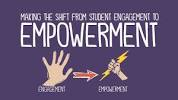 MAKING THE SHIFT FROM STUDENT ENGAGEMENT TO
EMPOWERMENT
ENGAGEMENT
EMPOWERMENT